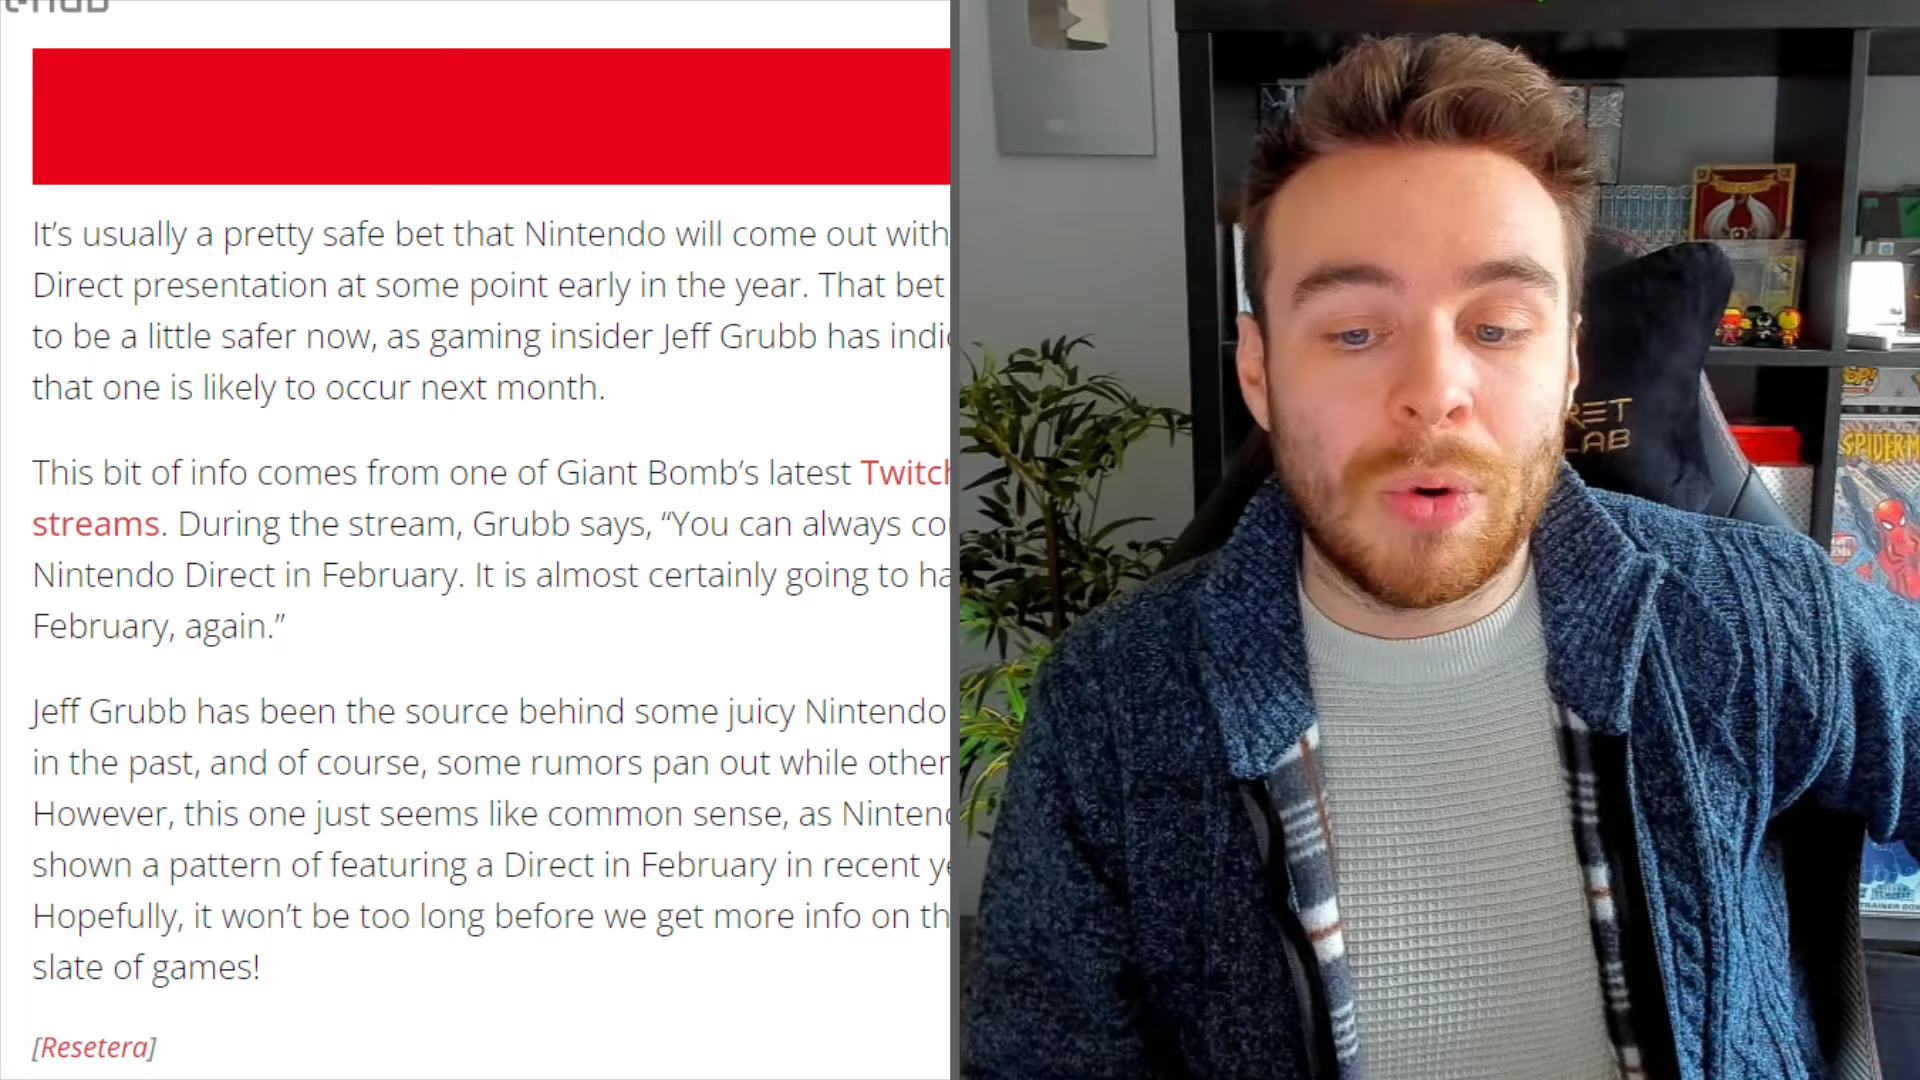 It’s usually a pretty safe bet that Nintendo will come out with
Direct presentation at some point early in the year. That bet
to be a little safer now, as gaming insider Jeff Grubb has
that one is likely to occur next month.
This bit of info comes from one of Giant Bomb’s latest Twitch
streams. During the stream, Grubb says, “You can always
Nintendo Direct in February. It is almost certainly going to
February, again.”
Jeff Grubb has been the source behind some juicy Nintendo
in the past, and of course, some rumors pan out while other
However, this one just seems like common sense, as
shown a pattern of featuring a Direct in February in recent
Hopefully, it won’t be too long before we get more info on
slate of games!
[Resetera]
RET
LAB
POP!
SPIDER-M
TRAINER BOX